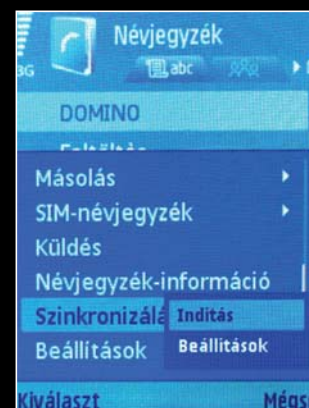 Névjegyzék
3G
abc
DOMINO
Másolás
SIM-névjegyzék
Küldés
Névjegyzék-információ
Szinkronizálá
Indítás
Beállítások
Beállítások
Kiválaszt
Mégs